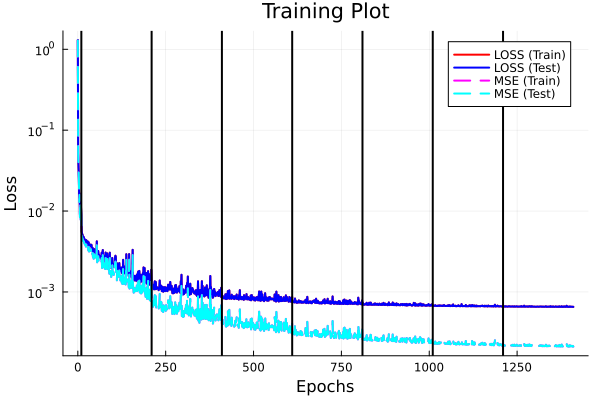 Training Plot
LOSS (Train)
LOSS (Test)
MSE (Train)
MSE (Test)
10⁰
10⁻¹
10⁻²
10⁻³
Loss
0 250 500 750 1000 1250
Epochs